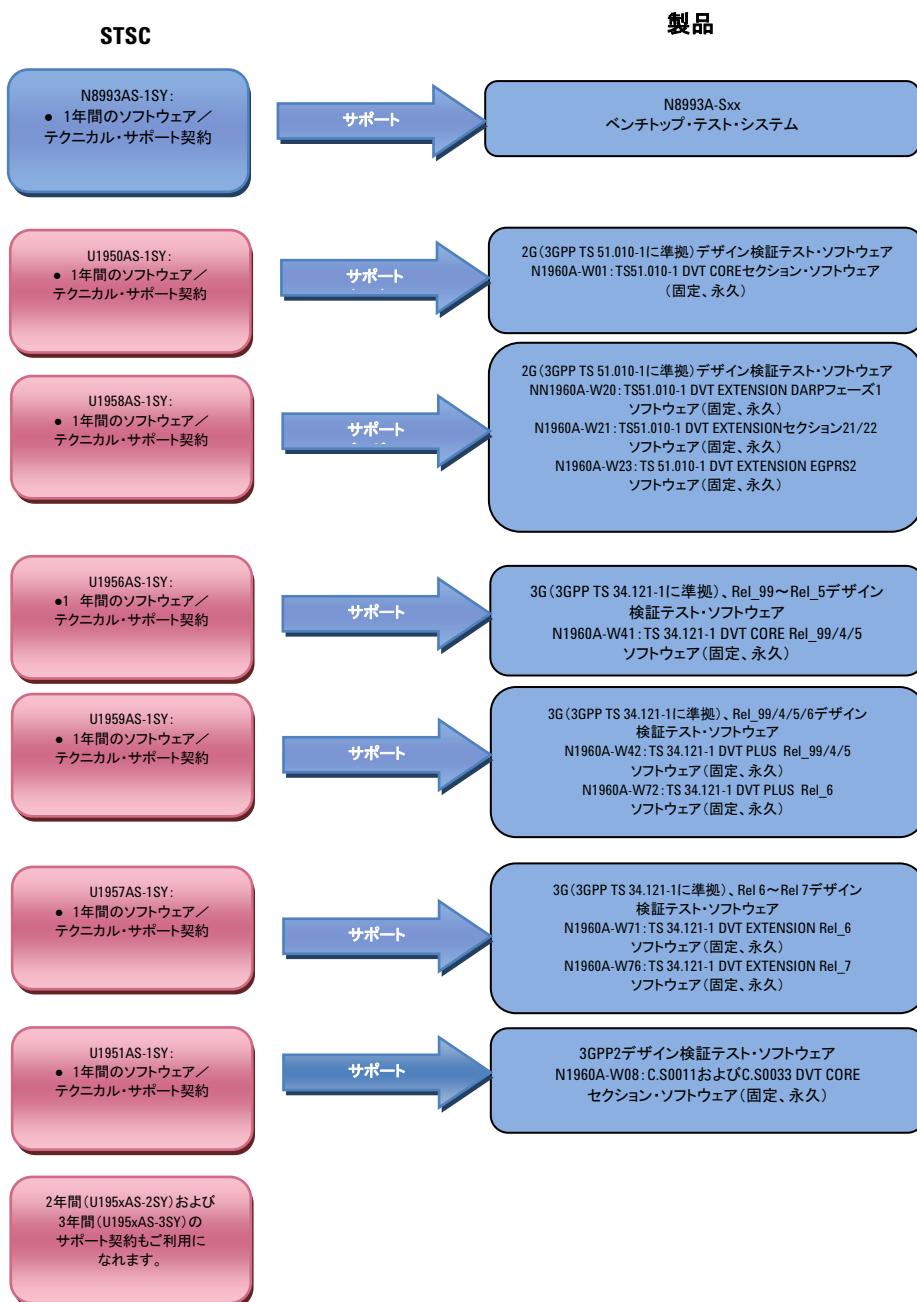 STSC
製品
N8993AS-1SY:
● 1年間のソフトウェア／
テクニカル・サポート契約
サポート
N8993A-Sxx
ベンチトップ・テスト・システム
U1950AS-1SY:
● 1年間のソフトウェア／
テクニカル・サポート契約
サポート
2G(3GPP TS 51.010-1に準拠)デザイン検証テスト・ソフトウェア
N1960A-W01:TS51.010-1 DVT COREセクション・ソフトウェア
(固定、永久)
U1958AS-1SY:
● 1年間のソフトウェア／
テクニカル・サポート契約
サポート
2G(3GPP TS 51.010-1に準拠)デザイン検証テスト・ソフトウェア
NN1960A-W20:TS51.010-1 DVT EXTENSION DARPフェーズ1
ソフトウェア(固定、永久)
N1960A-W21:TS51.010-1 DVT EXTENSIONセクション21/22
ソフトウェア(固定、永久)
N1960A-W23:TS 51.010-1 DVT EXTENSION EGPRS2
ソフトウェア(固定、永久)
U1956AS-1SY:
●1 年間のソフトウェア／
テクニカル・サポート契約
サポート
3G(3GPP TS 34.121-1に準拠)、Rel_99～Rel_5デザイン
検証テスト・ソフトウェア
N1960A-W41:TS 34.121-1 DVT CORE Rel_99/4/5
ソフトウェア(固定、永久)
U1959AS-1SY:
● 1年間のソフトウェア／
テクニカル・サポート契約
サポート
3G(3GPP TS 34.121-1に準拠)、Rel_99/4/5/6デザイン
検証テスト・ソフトウェア
N1960A-W42:TS 34.121-1 DVT PLUS Rel_99/4/5
ソフトウェア(固定、永久)
N1960A-W72:TS 34.121-1 DVT PLUS Rel_6
ソフトウェア(固定、永久)
U1957AS-1SY:
● 1年間のソフトウェア／
テクニカル・サポート契約
サポート
3G(3GPP TS 34.121-1に準拠)、Rel 6～Rel 7デザイン
検証テスト・ソフトウェア
N1960A-W71:TS 34.121-1 DVT EXTENSION Rel_6
ソフトウェア(固定、永久)
N1960A-W76:TS 34.121-1 DVT EXTENSION Rel_7
ソフトウェア(固定、永久)
U1951AS-1SY:
● 1年間のソフトウェア／
テクニカル・サポート契約
サポート
3GPP2デザイン検証テスト・ソフトウェア
N1960A-W08:C.S0011およびC.S0033 DVT CORE
セクション・ソフトウェア(固定、永久)
2年間(U195xAS-2SY)および
3年間(U195xAS-3SY)の
サポート契約もご利用に
なれます。